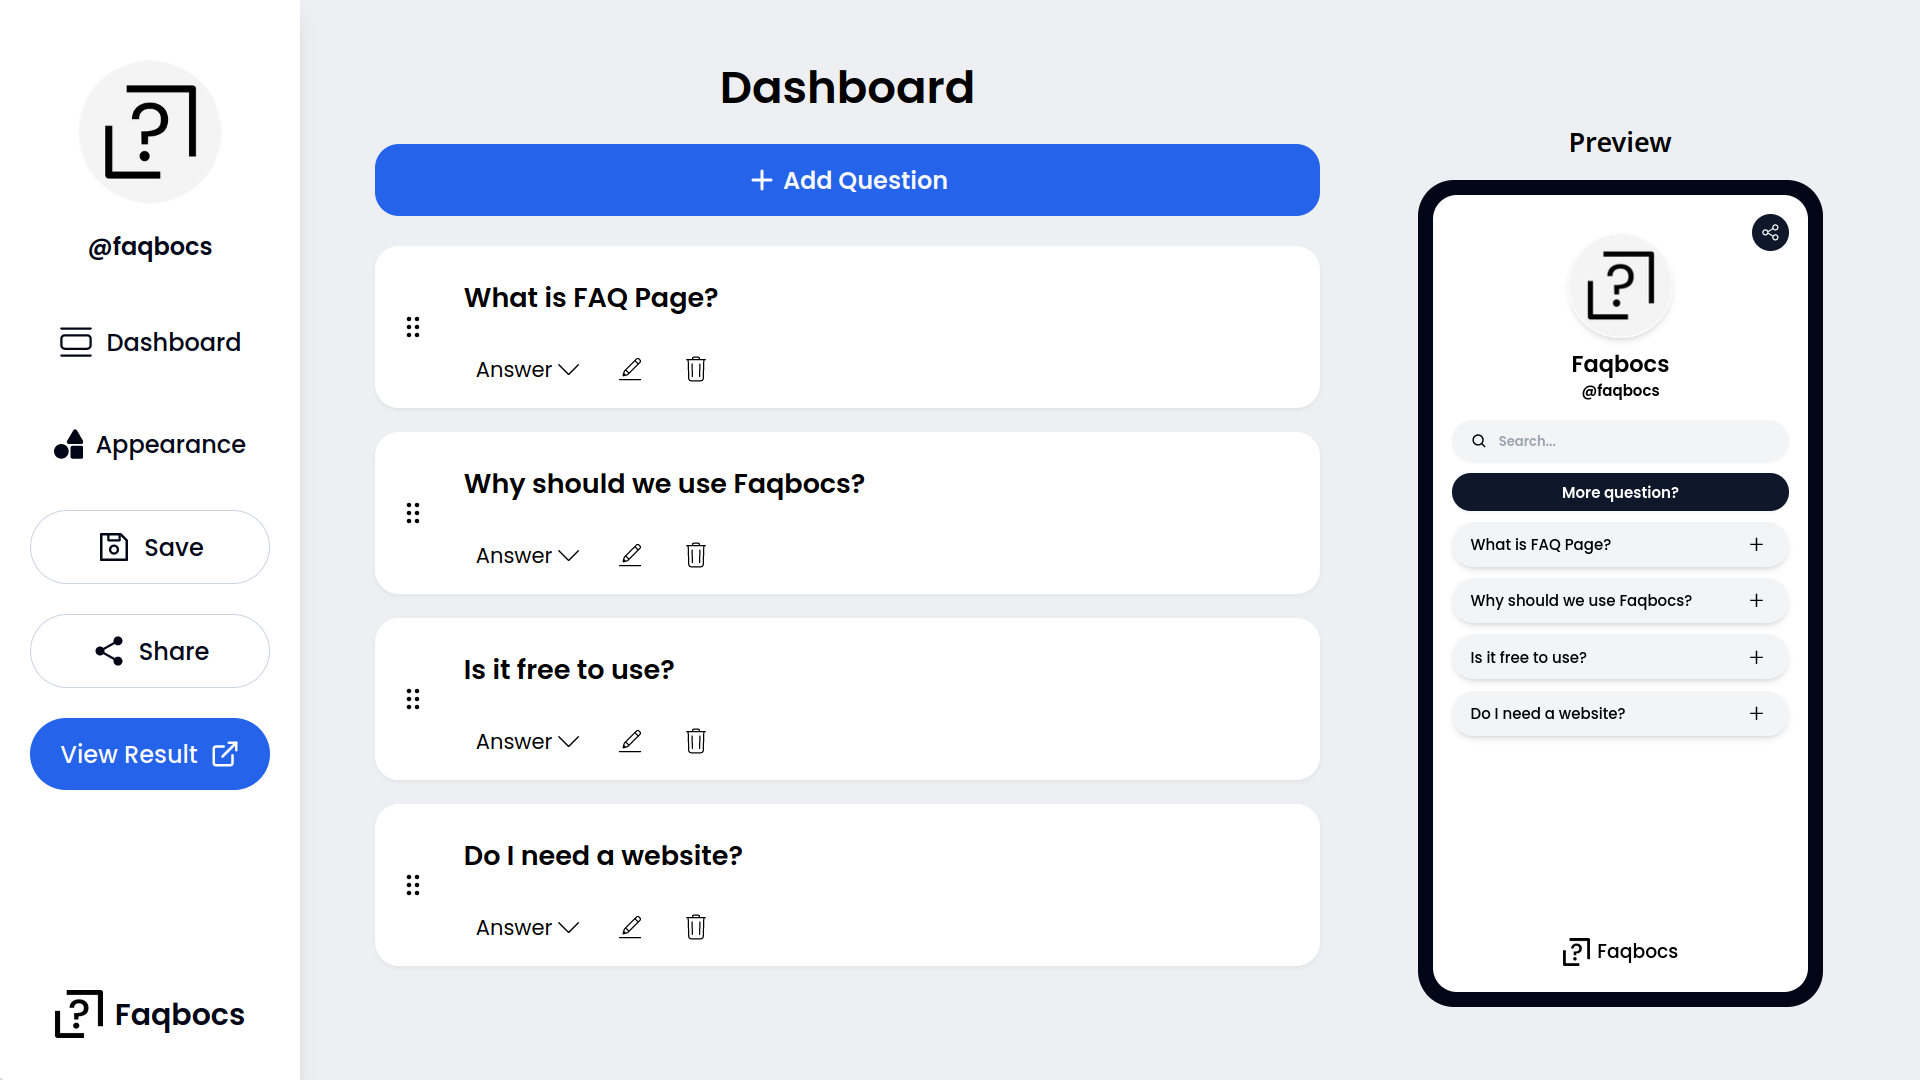 @faqbocs
Dashboard
Appearance
Save
Share
View Result
Faqbocs
Dashboard
Add Question
What is FAQ Page?
Answer
Why should we use Faqbocs?
Answer
Is it free to use?
Answer
Do I need a website?
Answer
Preview
Faqbocs
@faqbocs
Search...
More question?
What is FAQ Page?
Why should we use Faqbocs?
Is it free to use?
Do I need a website?
Faqbocs